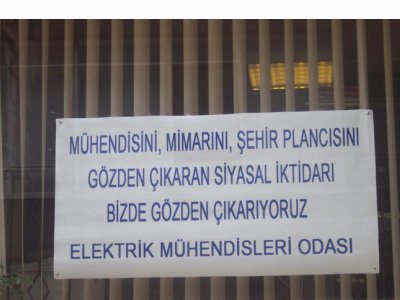 MÜHENDİSİNİ, MİMARINI, ŞEHİR PLANCISINI
GÖZDEN ÇIKARAN SİYASAL İKTİDARI
BİZDE GÖZDEN ÇIKARIYORUZ
ELEKTRİK MÜHENDİSLERİ ODASI